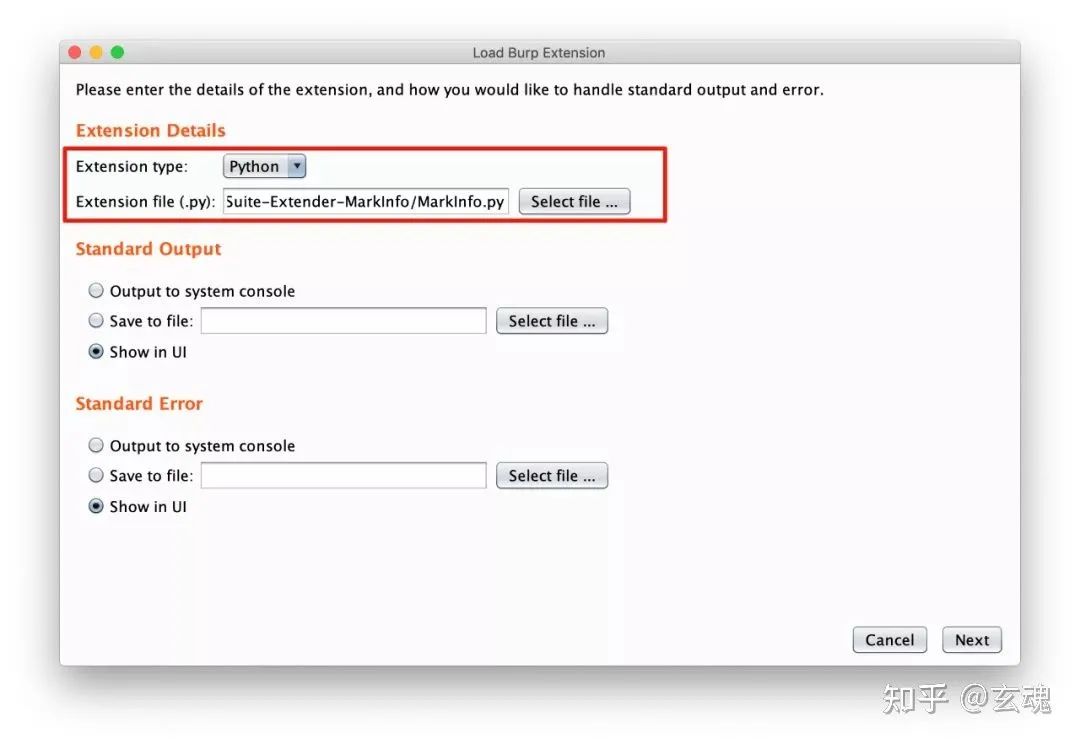 Load Burp Extension
Please enter the details of the extension, and how you would like to handle standard output and error.
Extension Details
Extension type: Python
Extension file (.py): Suite-Extender-MarkInfo/MarkInfo.py Select file ...
Standard Output
Output to system console
Save to file: Select file ...
Show in UI
Standard Error
Output to system console
Save to file: Select file ...
Show in UI
Cancel Next
知乎 @玄魂